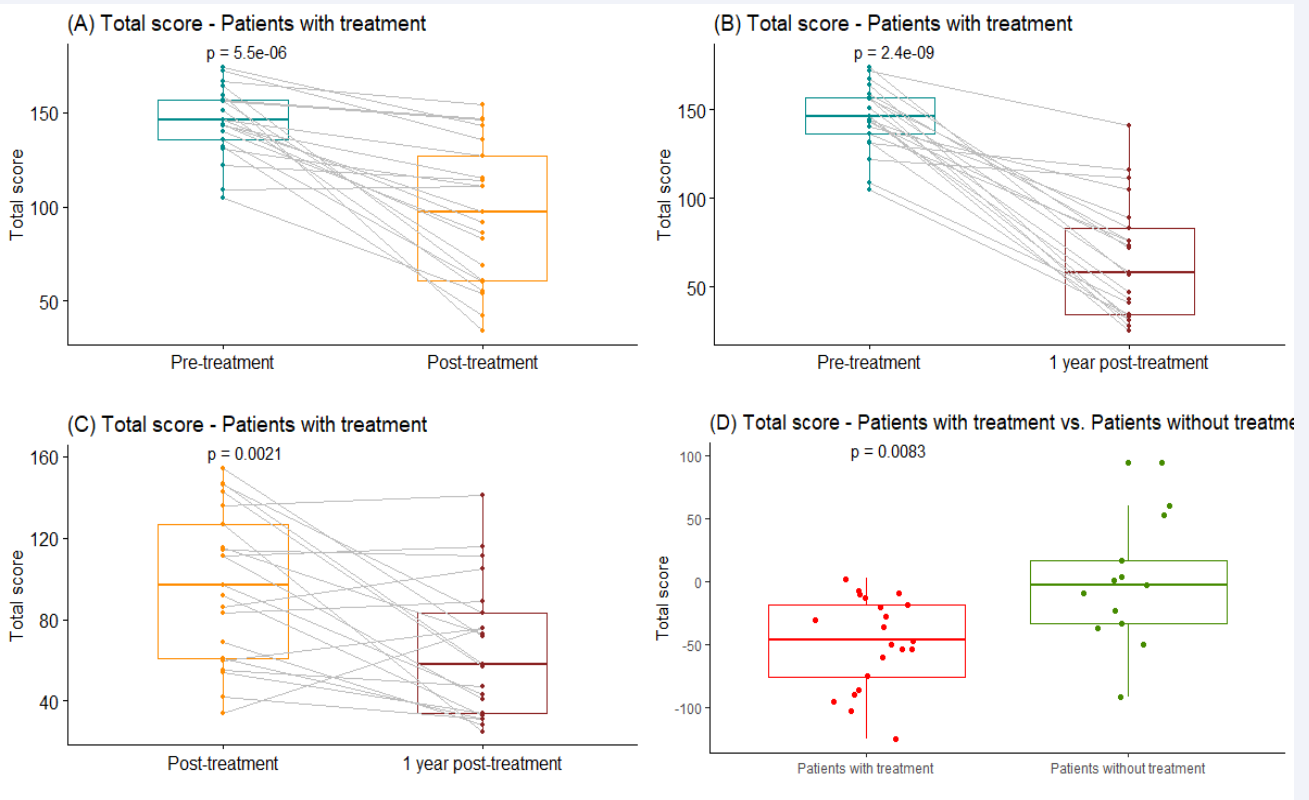 (A) Total score - Patients with treatment
p = 5.5e-06
150
100
50
Total score
Pre-treatment
Post-treatment
(B) Total score - Patients with treatment
p = 2.4e-09
150
100
50
Total score
Pre-treatment
1 year post-treatment
(C) Total score - Patients with treatment
p = 0.0021
160
120
80
40
Total score
Post-treatment
1 year post-treatment
(D) Total score - Patients with treatment vs. Patients without treatme
p = 0.0083
100
50
0
-50
-100
Total score
Patients with treatment
Patients without treatment